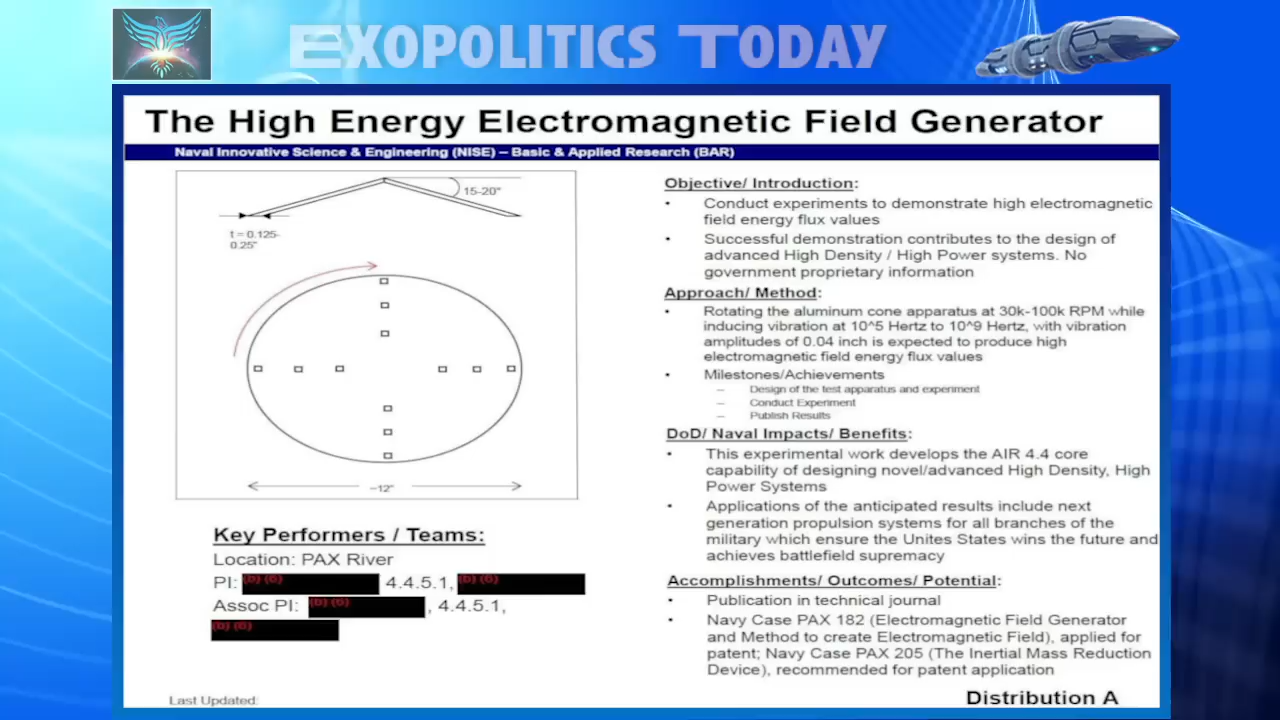 EXOPOLITICS TODAY
The High Energy Electromagnetic Field Generator
Naval Innovative Science & Engineering (NISE) – Basic & Applied Research (BAR)
15-20"
t = 0.125-
0.25"
~12"
Key Performers / Teams:
Location: PAX River
PI: (b) (6) 4.4.5.1, (b) (6)
Assoc PI: (b) (6) , 4.4.5.1,
(b) (6)
Last Updated:
Objective/ Introduction:
• Conduct experiments to demonstrate high electromagnetic
field energy flux values
• Successful demonstration contributes to the design of
advanced High Density / High Power systems. No
government proprietary information
Approach/ Method:
• Rotating the aluminum cone apparatus at 30k-100k RPM while
inducing vibration at 10^5 Hertz to 10^9 Hertz, with vibration
amplitudes of 0.04 inch is expected to produce high
electromagnetic field energy flux values
• Milestones/Achievements
– Design of the test apparatus and experiment
– Conduct Experiment
– Publish Results
DoD/ Naval Impacts/ Benefits:
• This experimental work develops the AIR 4.4 core
capability of designing novel/advanced High Density, High
Power Systems
• Applications of the anticipated results include next
generation propulsion systems for all branches of the
military which ensure the Unites States wins the future and
achieves battlefield supremacy
Accomplishments/ Outcomes/ Potential:
• Publication in technical journal
• Navy Case PAX 182 (Electromagnetic Field Generator
and Method to create Electromagnetic Field), applied for
patent; Navy Case PAX 205 (The Inertial Mass Reduction
Device), recommended for patent application
Distribution A